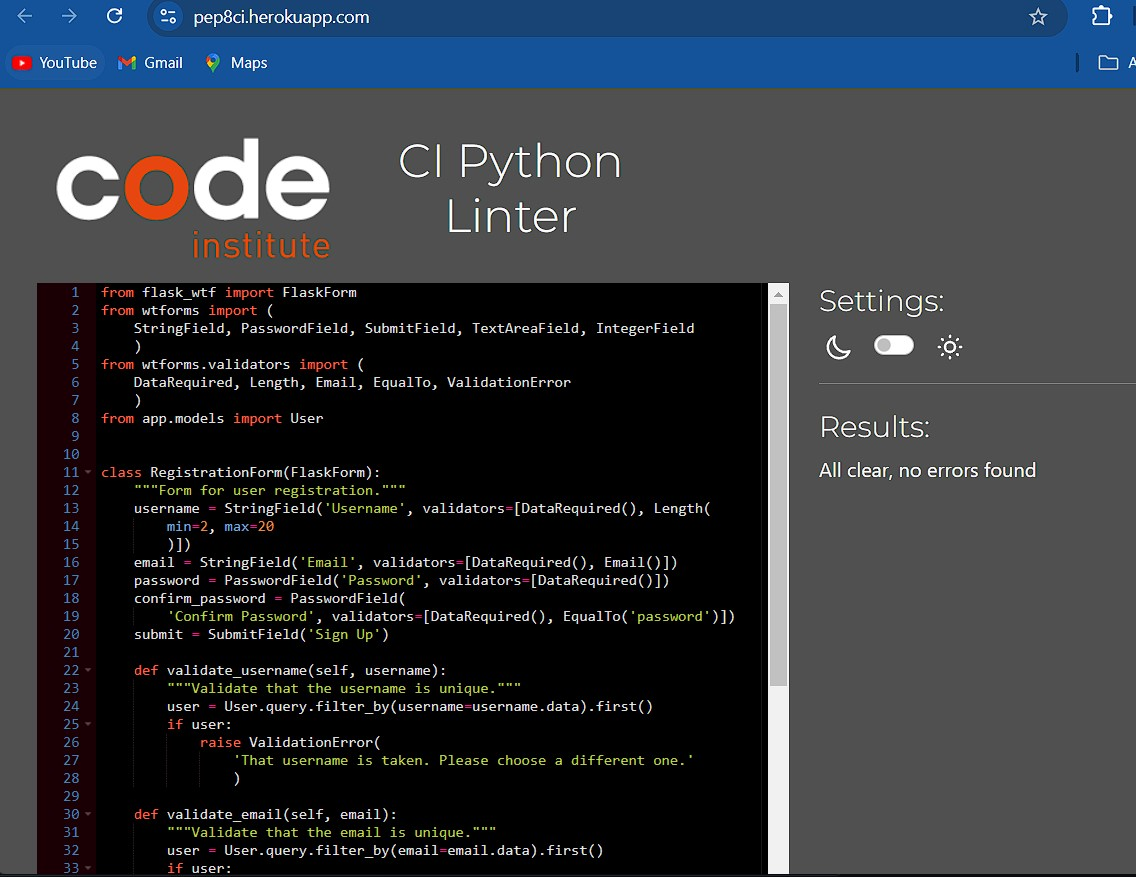 pep8ci.herokuapp.com
YouTube
Gmail
Maps
A
code
institute
CI Python
Linter
1 from flask_wtf import FlaskForm
2 from wtforms import (
3     StringField, PasswordField, SubmitField, TextAreaField, IntegerField
4     )
5 from wtforms.validators import (
6     DataRequired, Length, Email, EqualTo, ValidationError
7     )
8 from app.models import User
9
10
11 class RegistrationForm(FlaskForm):
12     """Form for user registration."""
13     username = StringField('Username', validators=[DataRequired(), Length(
14         min=2, max=20
15         )])
16     email = StringField('Email', validators=[DataRequired(), Email()])
17     password = PasswordField('Password', validators=[DataRequired()])
18     confirm_password = PasswordField(
19         'Confirm Password', validators=[DataRequired(), EqualTo('password')])
20     submit = SubmitField('Sign Up')
21
22     def validate_username(self, username):
23         """Validate that the username is unique."""
24         user = User.query.filter_by(username=username.data).first()
25         if user:
26             raise ValidationError(
27                 'That username is taken. Please choose a different one.'
28                 )
29
30     def validate_email(self, email):
31         """Validate that the email is unique."""
32         user = User.query.filter_by(email=email.data).first()
33         if user:
Settings:
Results:
All clear, no errors found